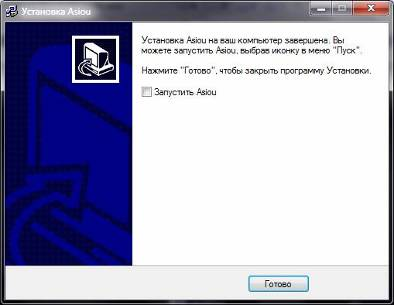 Установка Asiou
Установка Asiou на ваш компьютер завершена. Вы
можете запустить Asiou, выбрав иконку в меню "Пуск".
Нажмите "Готово", чтобы закрыть программу Установки.
Запустить Asiou
Готово